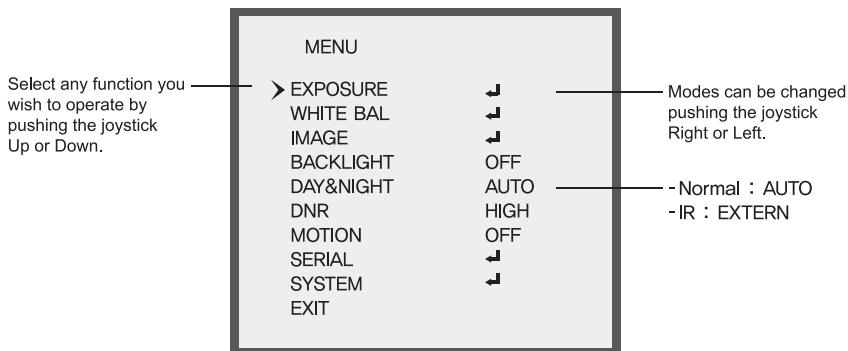 MENU
Select any function you
wish to operate by
pushing the joystick
Up or Down.
EXPOSURE ↲
WHITE BAL ↲
IMAGE ↲
BACKLIGHT OFF
DAY&NIGHT AUTO
DNR HIGH
MOTION OFF
SERIAL ↲
SYSTEM ↲
EXIT
Modes can be changed
pushing the joystick
Right or Left.
-Normal : AUTO
-IR : EXTERN